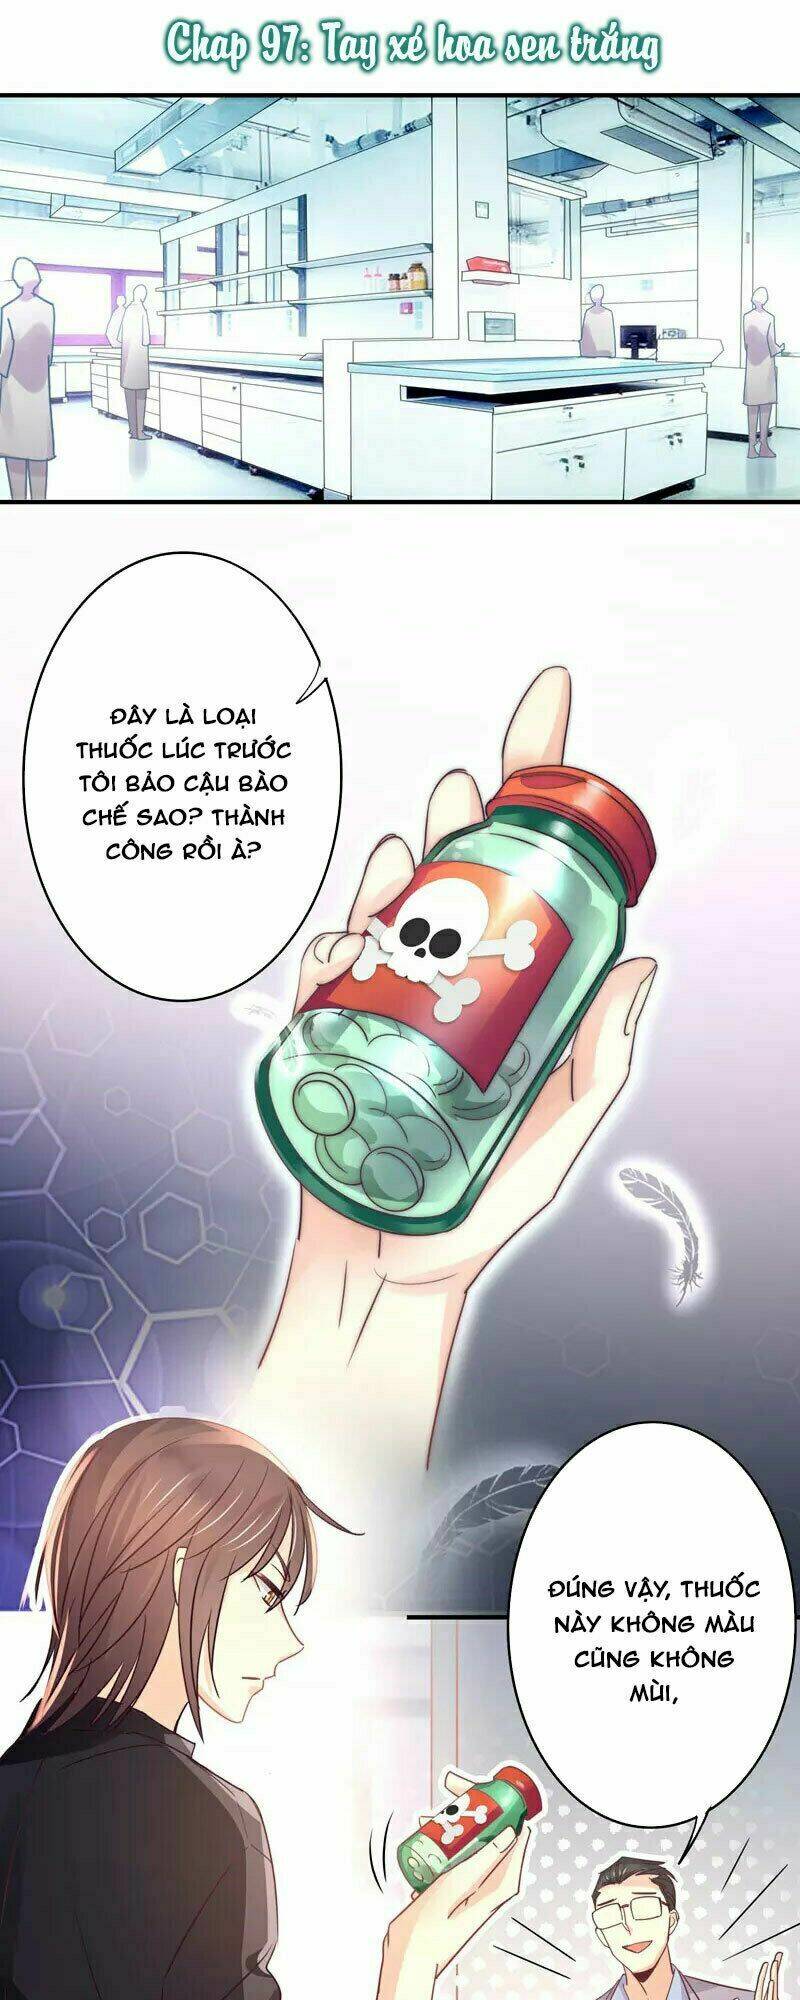 Chap 97: Tay xé hoa sen trắng
ĐÂY LÀ LOẠI
THUỐC LÚC TRƯỚC
TÔI BẢO CẬU BÀO
CHẾ SAO? THÀNH
CÔNG RỒI À?
ĐÚNG VẬY, THUỐC
NÀY KHÔNG MÀU
CŨNG KHÔNG
MÙI,